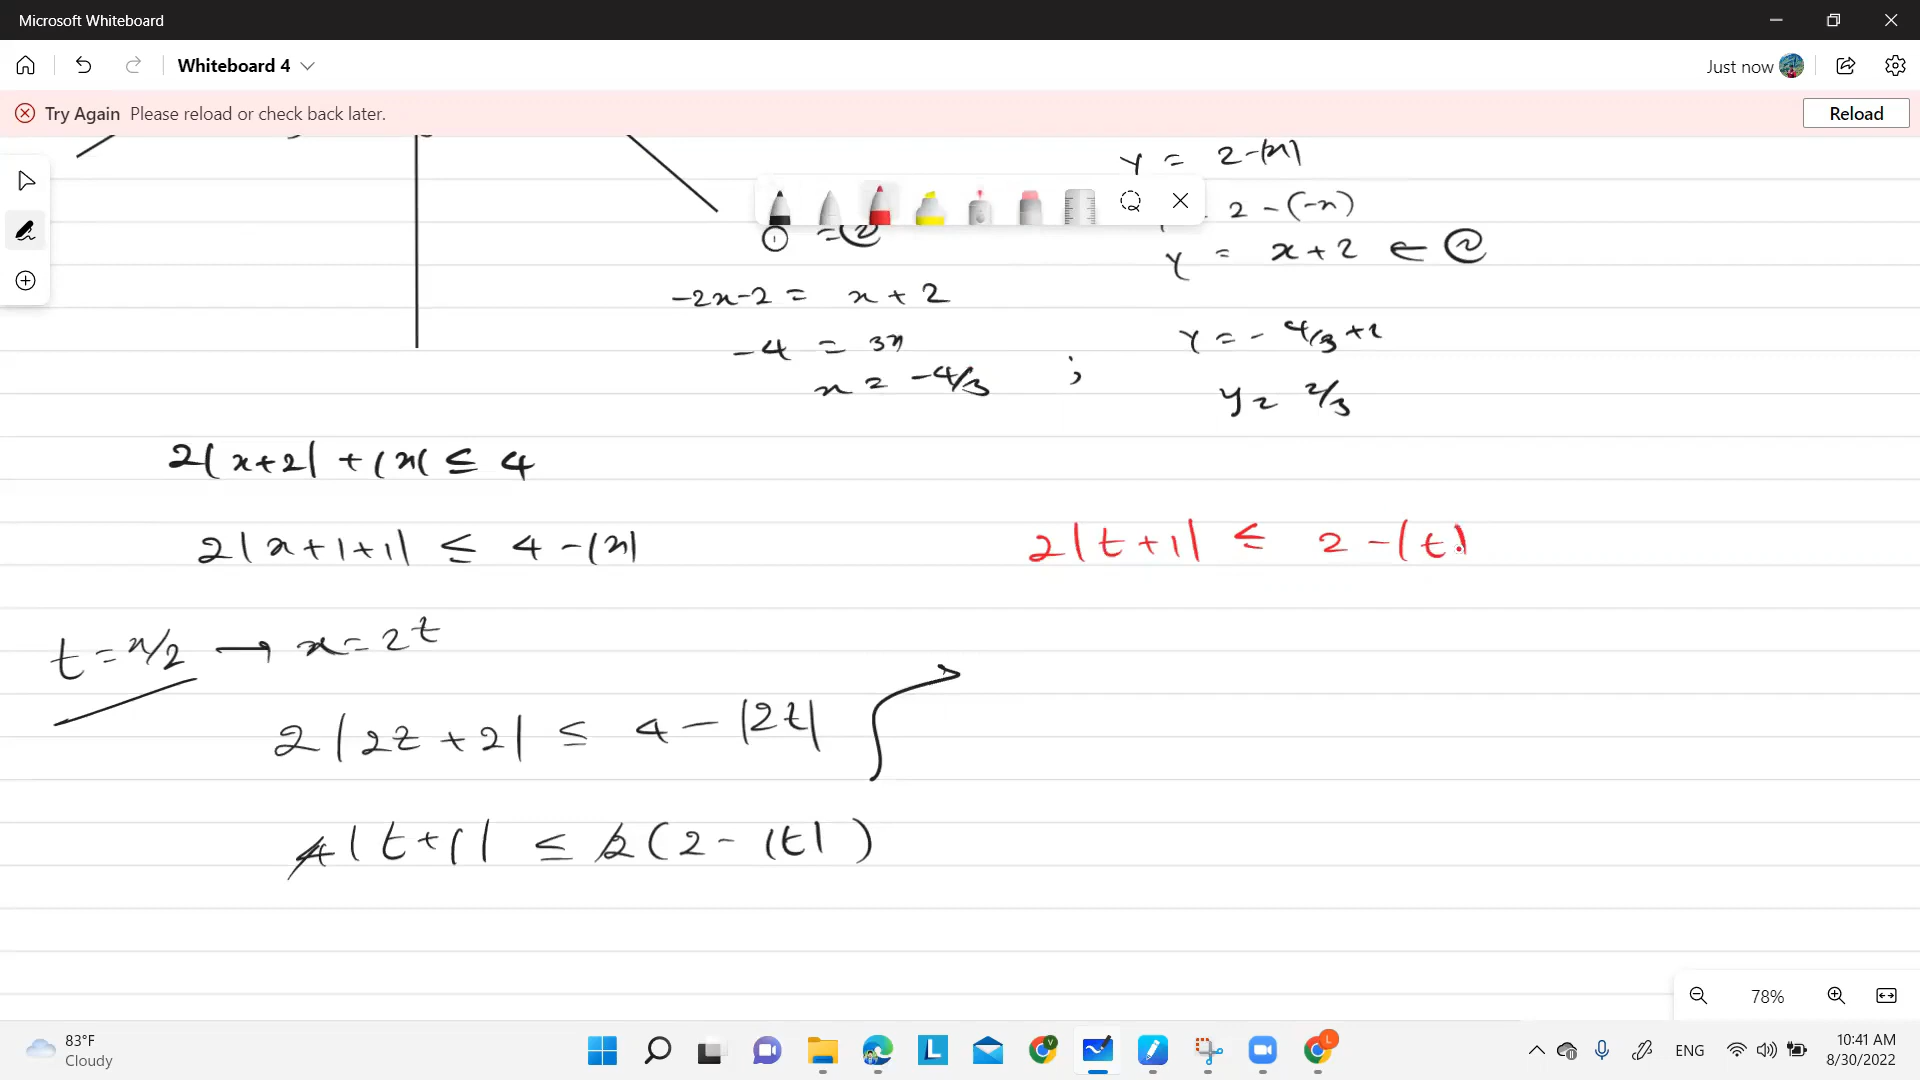 Microsoft Whiteboard
Whiteboard 4
Just now
Try Again Please reload or check back later.
Reload
y = 2-|x|
2-(-x)
y = x+2 ← ②
① = ②
-2x-2 = x+2
-4 = 3x
x = -4/3 ;
y = -4/3+2
y = 2/3
2|x+2| + |x| ≤ 4
2|x+1+1| ≤ 4-|x|
2|t+1| ≤ 2-|t|
t = x/2 → x = 2t
2|2t+2| ≤ 4-|2t|
4|t+1| ≤ 2(2-|t|)
78%
83°F
Cloudy
ENG
10:41 AM
8/30/2022